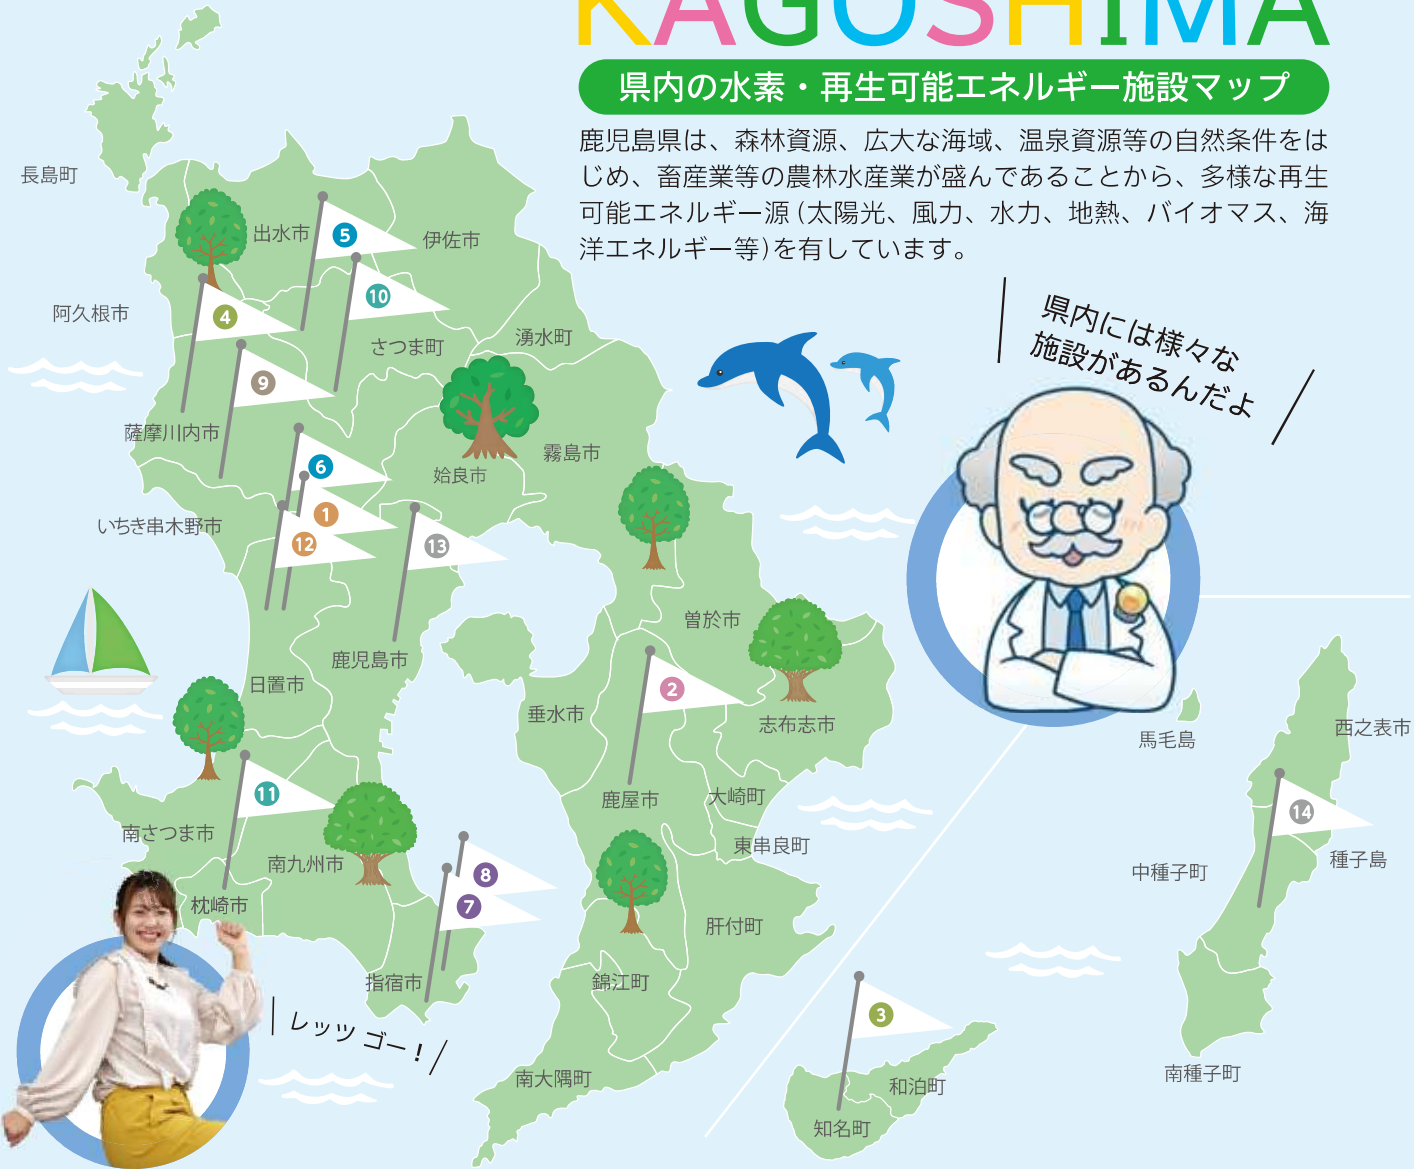 KAGOSHIMA
県内の水素・再生可能エネルギー施設マップ
鹿児島県は、森林資源、広大な海域、温泉資源等の自然条件をは
じめ、畜産業等の農林水産業が盛んであることから、多様な再生
可能エネルギー源(太陽光、風力、水力、地熱、バイオマス、海
洋エネルギー等)を有しています。
県内には様々な
施設があるんだよ
長島町
出水市
5
伊佐市
10
阿久根市
4
さつま町
湧水町
9
薩摩川内市
霧島市
6
姶良市
いちき串木野市
1
12
13
曽於市
鹿児島市
日置市
2
垂水市
志布志市
馬毛島
西之表市
11
鹿屋市
大崎町
14
南さつま市
東串良町
南九州市
種子島
中種子町
8
7
枕崎市
肝付町
指宿市
錦江町
3
レッツ ゴー!
南大隅町
和泊町
南種子町
知名町